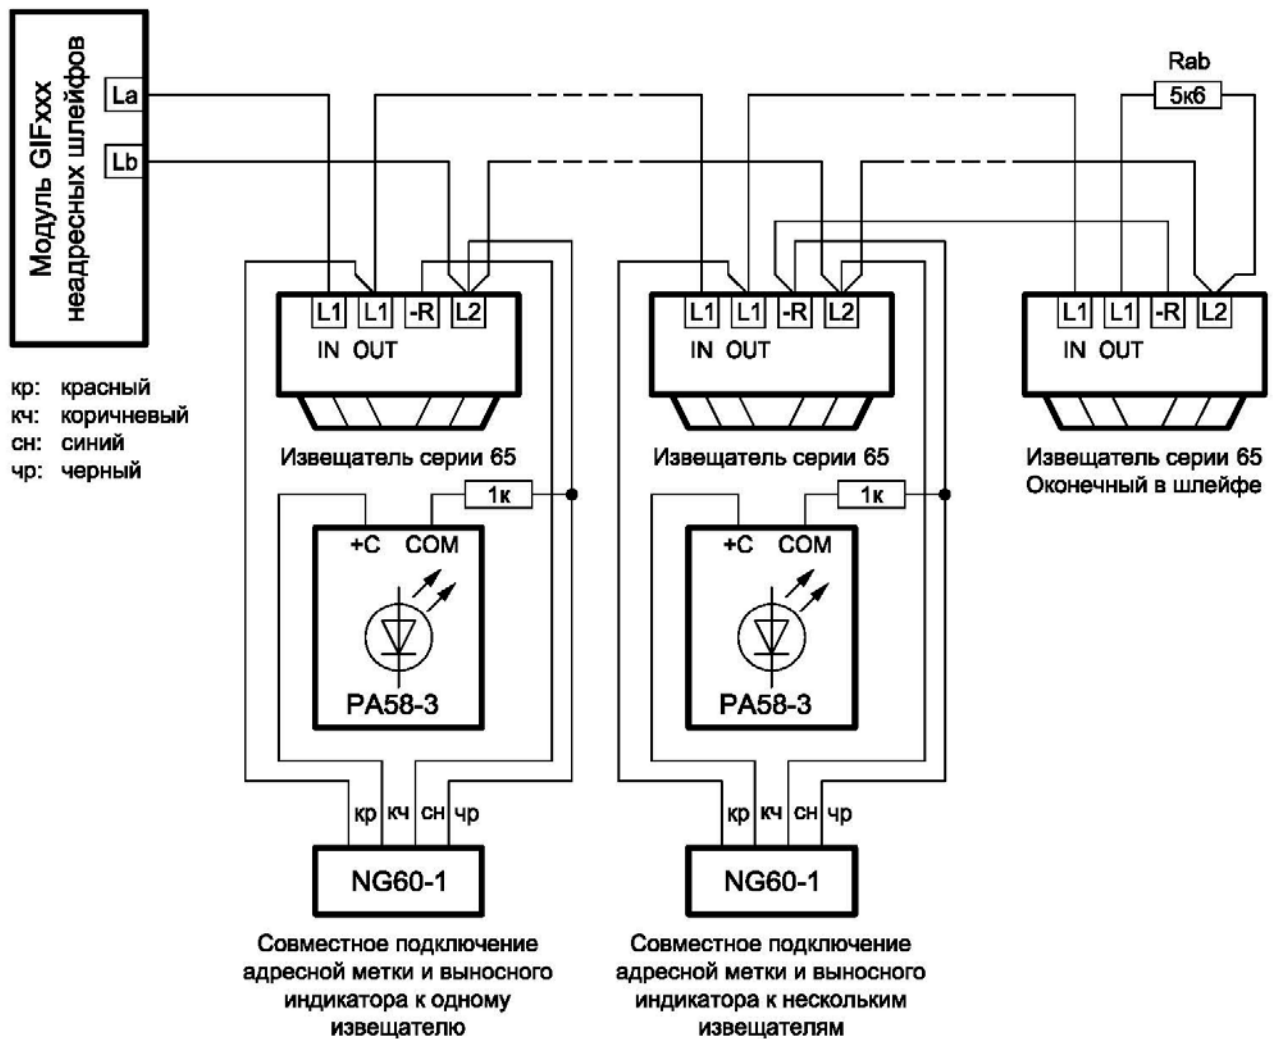 Модуль GIFxxx
неадресных шлейфов
La
Lb
Rab
5к6
L1 L1 -R L2
IN OUT
L1 L1 -R L2
IN OUT
L1 L1 -R L2
IN OUT
кр: красный
кч: коричневый
сн: синий
чр: черный
Извещатель серии 65
Извещатель серии 65
Извещатель серии 65
Оконечный в шлейфе
1к
+C COM
PA58-3
1к
+C COM
PA58-3
кр кч сн чр
NG60-1
кр кч сн чр
NG60-1
Совместное подключение
адресной метки и выносного
индикатора к одному
извещателю
Совместное подключение
адресной метки и выносного
индикатора к нескольким
извещателям